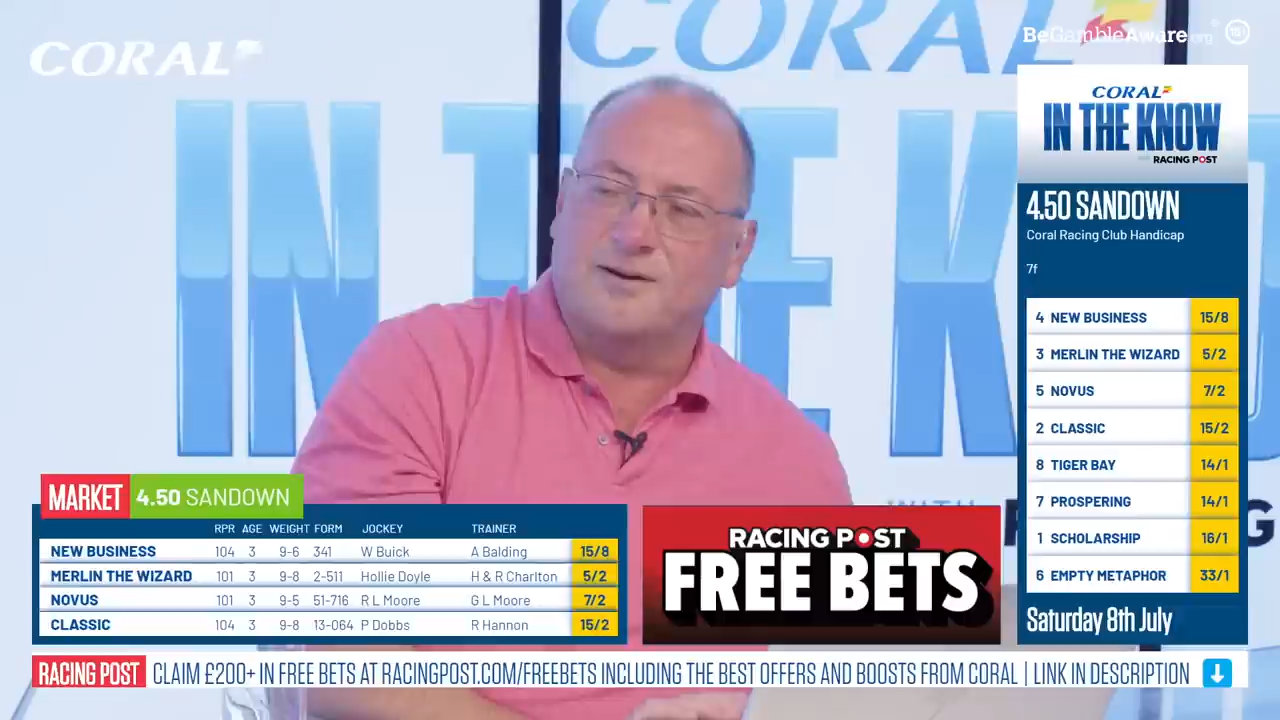 CORAL
CORAL
BeGambleAware.org 18+
IN THE K
WITH
G
CORAL
IN THE KNOW
RACING POST
4.50 SANDOWN
Coral Racing Club Handicap
7f
4 NEW BUSINESS 15/8
3 MERLIN THE WIZARD 5/2
5 NOVUS 7/2
2 CLASSIC 15/2
8 TIGER BAY 14/1
7 PROSPERING 14/1
1 SCHOLARSHIP 16/1
6 EMPTY METAPHOR 33/1
Saturday 8th July
MARKET 4.50 SANDOWN
RPR AGE WEIGHT FORM JOCKEY TRAINER
NEW BUSINESS 104 3 9-6 341 W Buick A Balding 15/8
MERLIN THE WIZARD 101 3 9-8 2-511 Hollie Doyle H & R Charlton 5/2
NOVUS 101 3 9-5 51-716 R L Moore G L Moore 7/2
CLASSIC 104 3 9-8 13-064 P Dobbs R Hannon 15/2
RACING POST
FREE BETS
RACING POST CLAIM £200+ IN FREE BETS AT RACINGPOST.COM/FREEBETS INCLUDING THE BEST OFFERS AND BOOSTS FROM CORAL | LINK IN DESCRIPTION